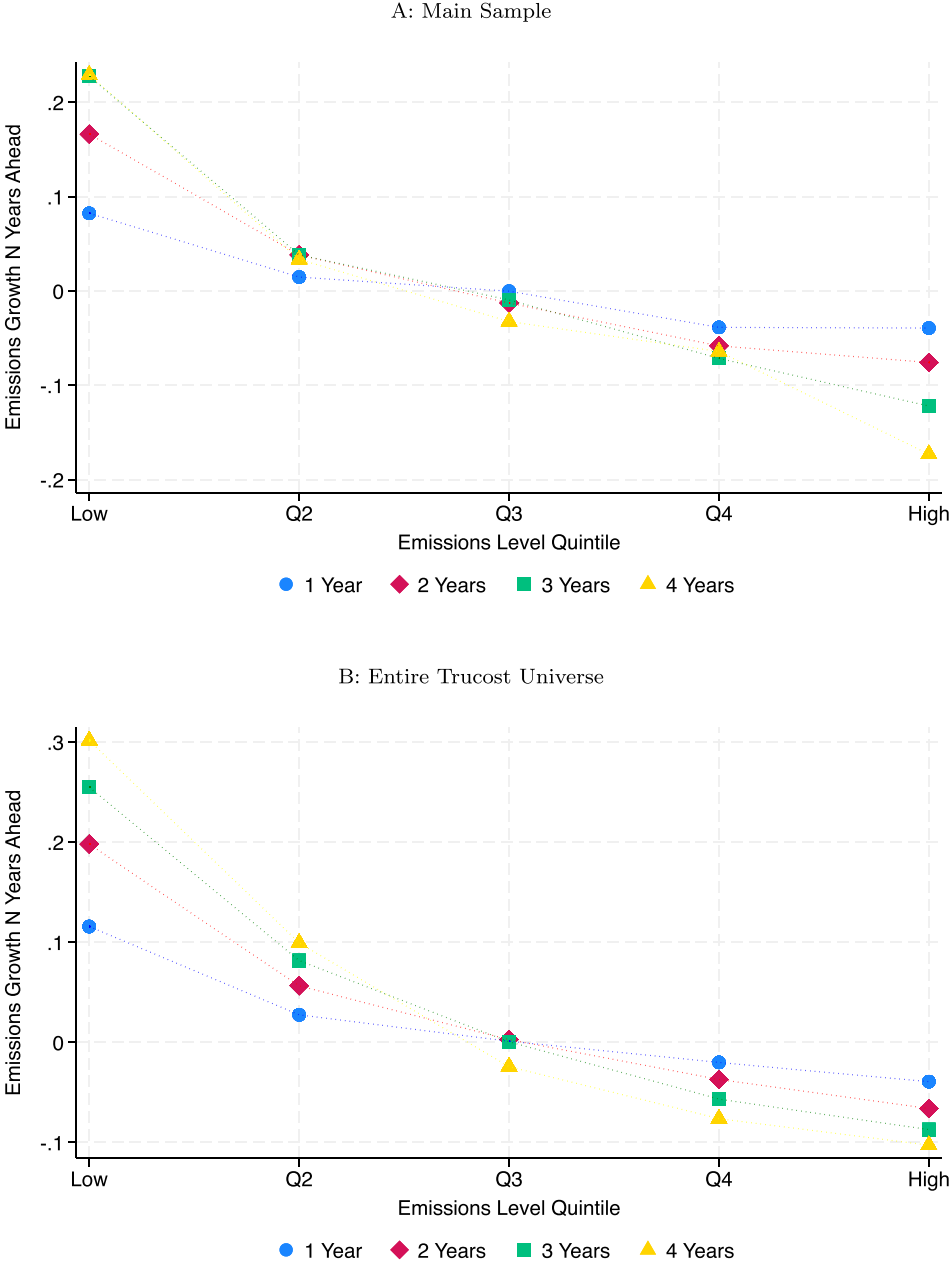 A: Main Sample
Emissions Growth N Years Ahead
.2
.1
0
-.1
-.2
Low Q2 Q3 Q4 High
Emissions Level Quintile
1 Year 2 Years 3 Years 4 Years
B: Entire Trucost Universe
Emissions Growth N Years Ahead
.3
.2
.1
0
-.1
Low Q2 Q3 Q4 High
Emissions Level Quintile
1 Year 2 Years 3 Years 4 Years